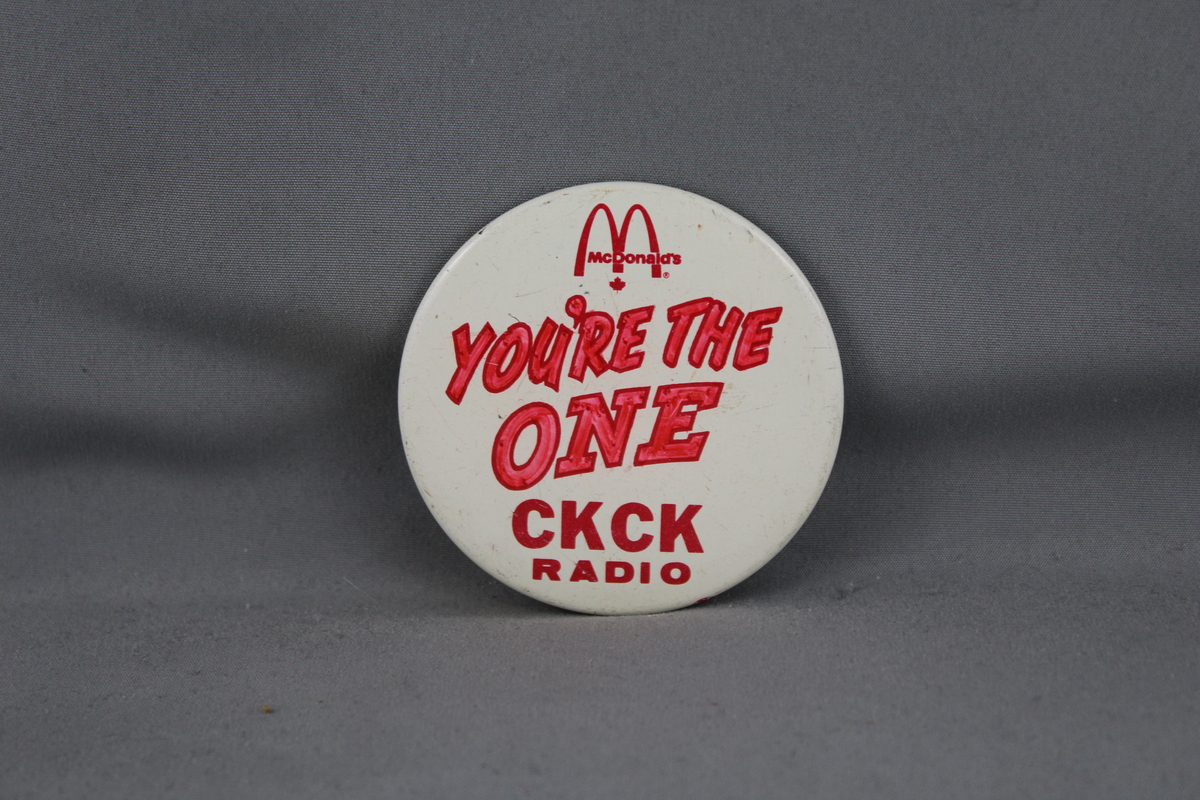 McDonald's
®
YOU'RE THE
ONE
CKCK
RADIO